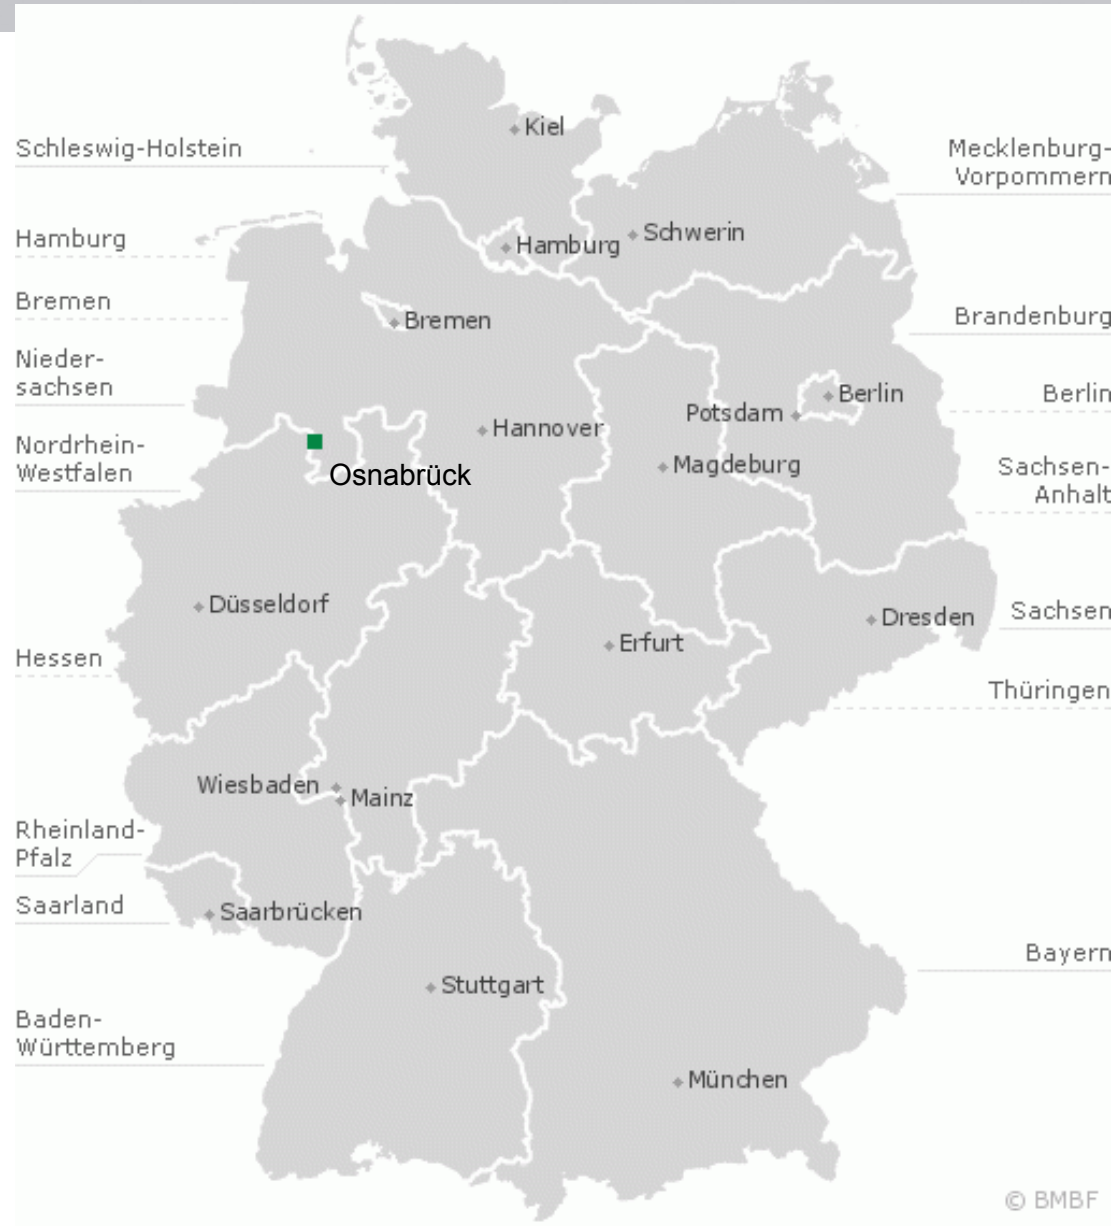 Kiel
Schleswig-Holstein
Mecklenburg-
Vorpommern
Hamburg
Hamburg
Schwerin
Bremen
Bremen
Brandenburg
Nieder-
sachsen
Berlin
Berlin
Potsdam
Hannover
Nordrhein-
Westfalen
Osnabrück
Magdeburg
Sachsen-
Anhalt
Düsseldorf
Dresden
Sachsen
Erfurt
Hessen
Thüringen
Wiesbaden
Mainz
Rheinland-
Pfalz
Saarland
Saarbrücken
Bayern
Stuttgart
Baden-
Württemberg
München
© BMBF